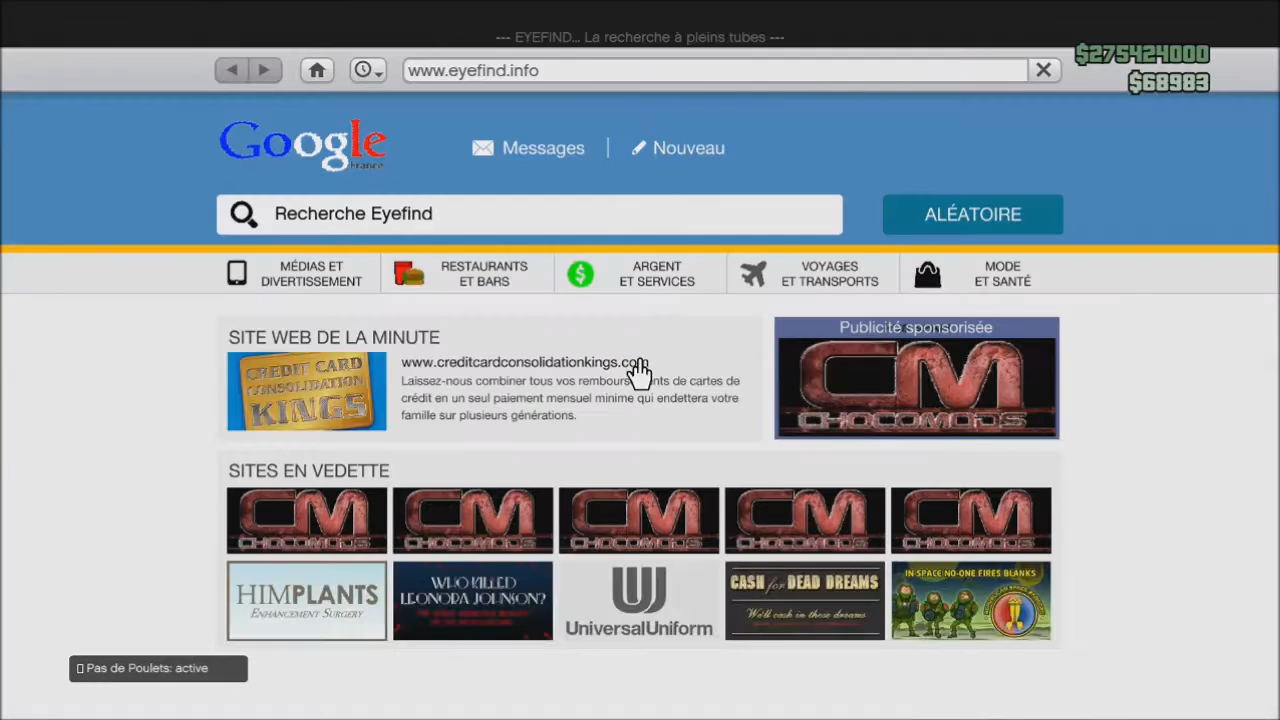 --- EYEFIND... La recherche à pleins tubes ---
$275424000
www.eyefind.info
$68983
Google
France
Messages
Nouveau
Recherche Eyefind
ALÉATOIRE
MÉDIAS ET
DIVERTISSEMENT
RESTAURANTS
ET BARS
ARGENT
ET SERVICES
VOYAGES
ET TRANSPORTS
MODE
ET SANTÉ
SITE WEB DE LA MINUTE
CREDIT CARD
CONSOLIDATION
KINGS
www.creditcardconsolidationkings.com
Laissez-nous combiner tous vos remboursements de cartes de
crédit en un seul paiement mensuel minime qui endettera votre
famille sur plusieurs générations.
Publicité sponsorisée
CM
CHOCOMODS
SITES EN VEDETTE
CM
CHOCOMODS
CM
CHOCOMODS
CM
CHOCOMODS
CM
CHOCOMODS
CM
CHOCOMODS
HIMPLANTS
ENHANCEMENT SURGERY
WHO KILLED
LEONORA JOHNSON?
UniversalUniform
CASH for DEAD DREAMS
We'll cash in these dreams
IN SPACE NO-ONE FIRES BLANKS
Pas de Poulets: active